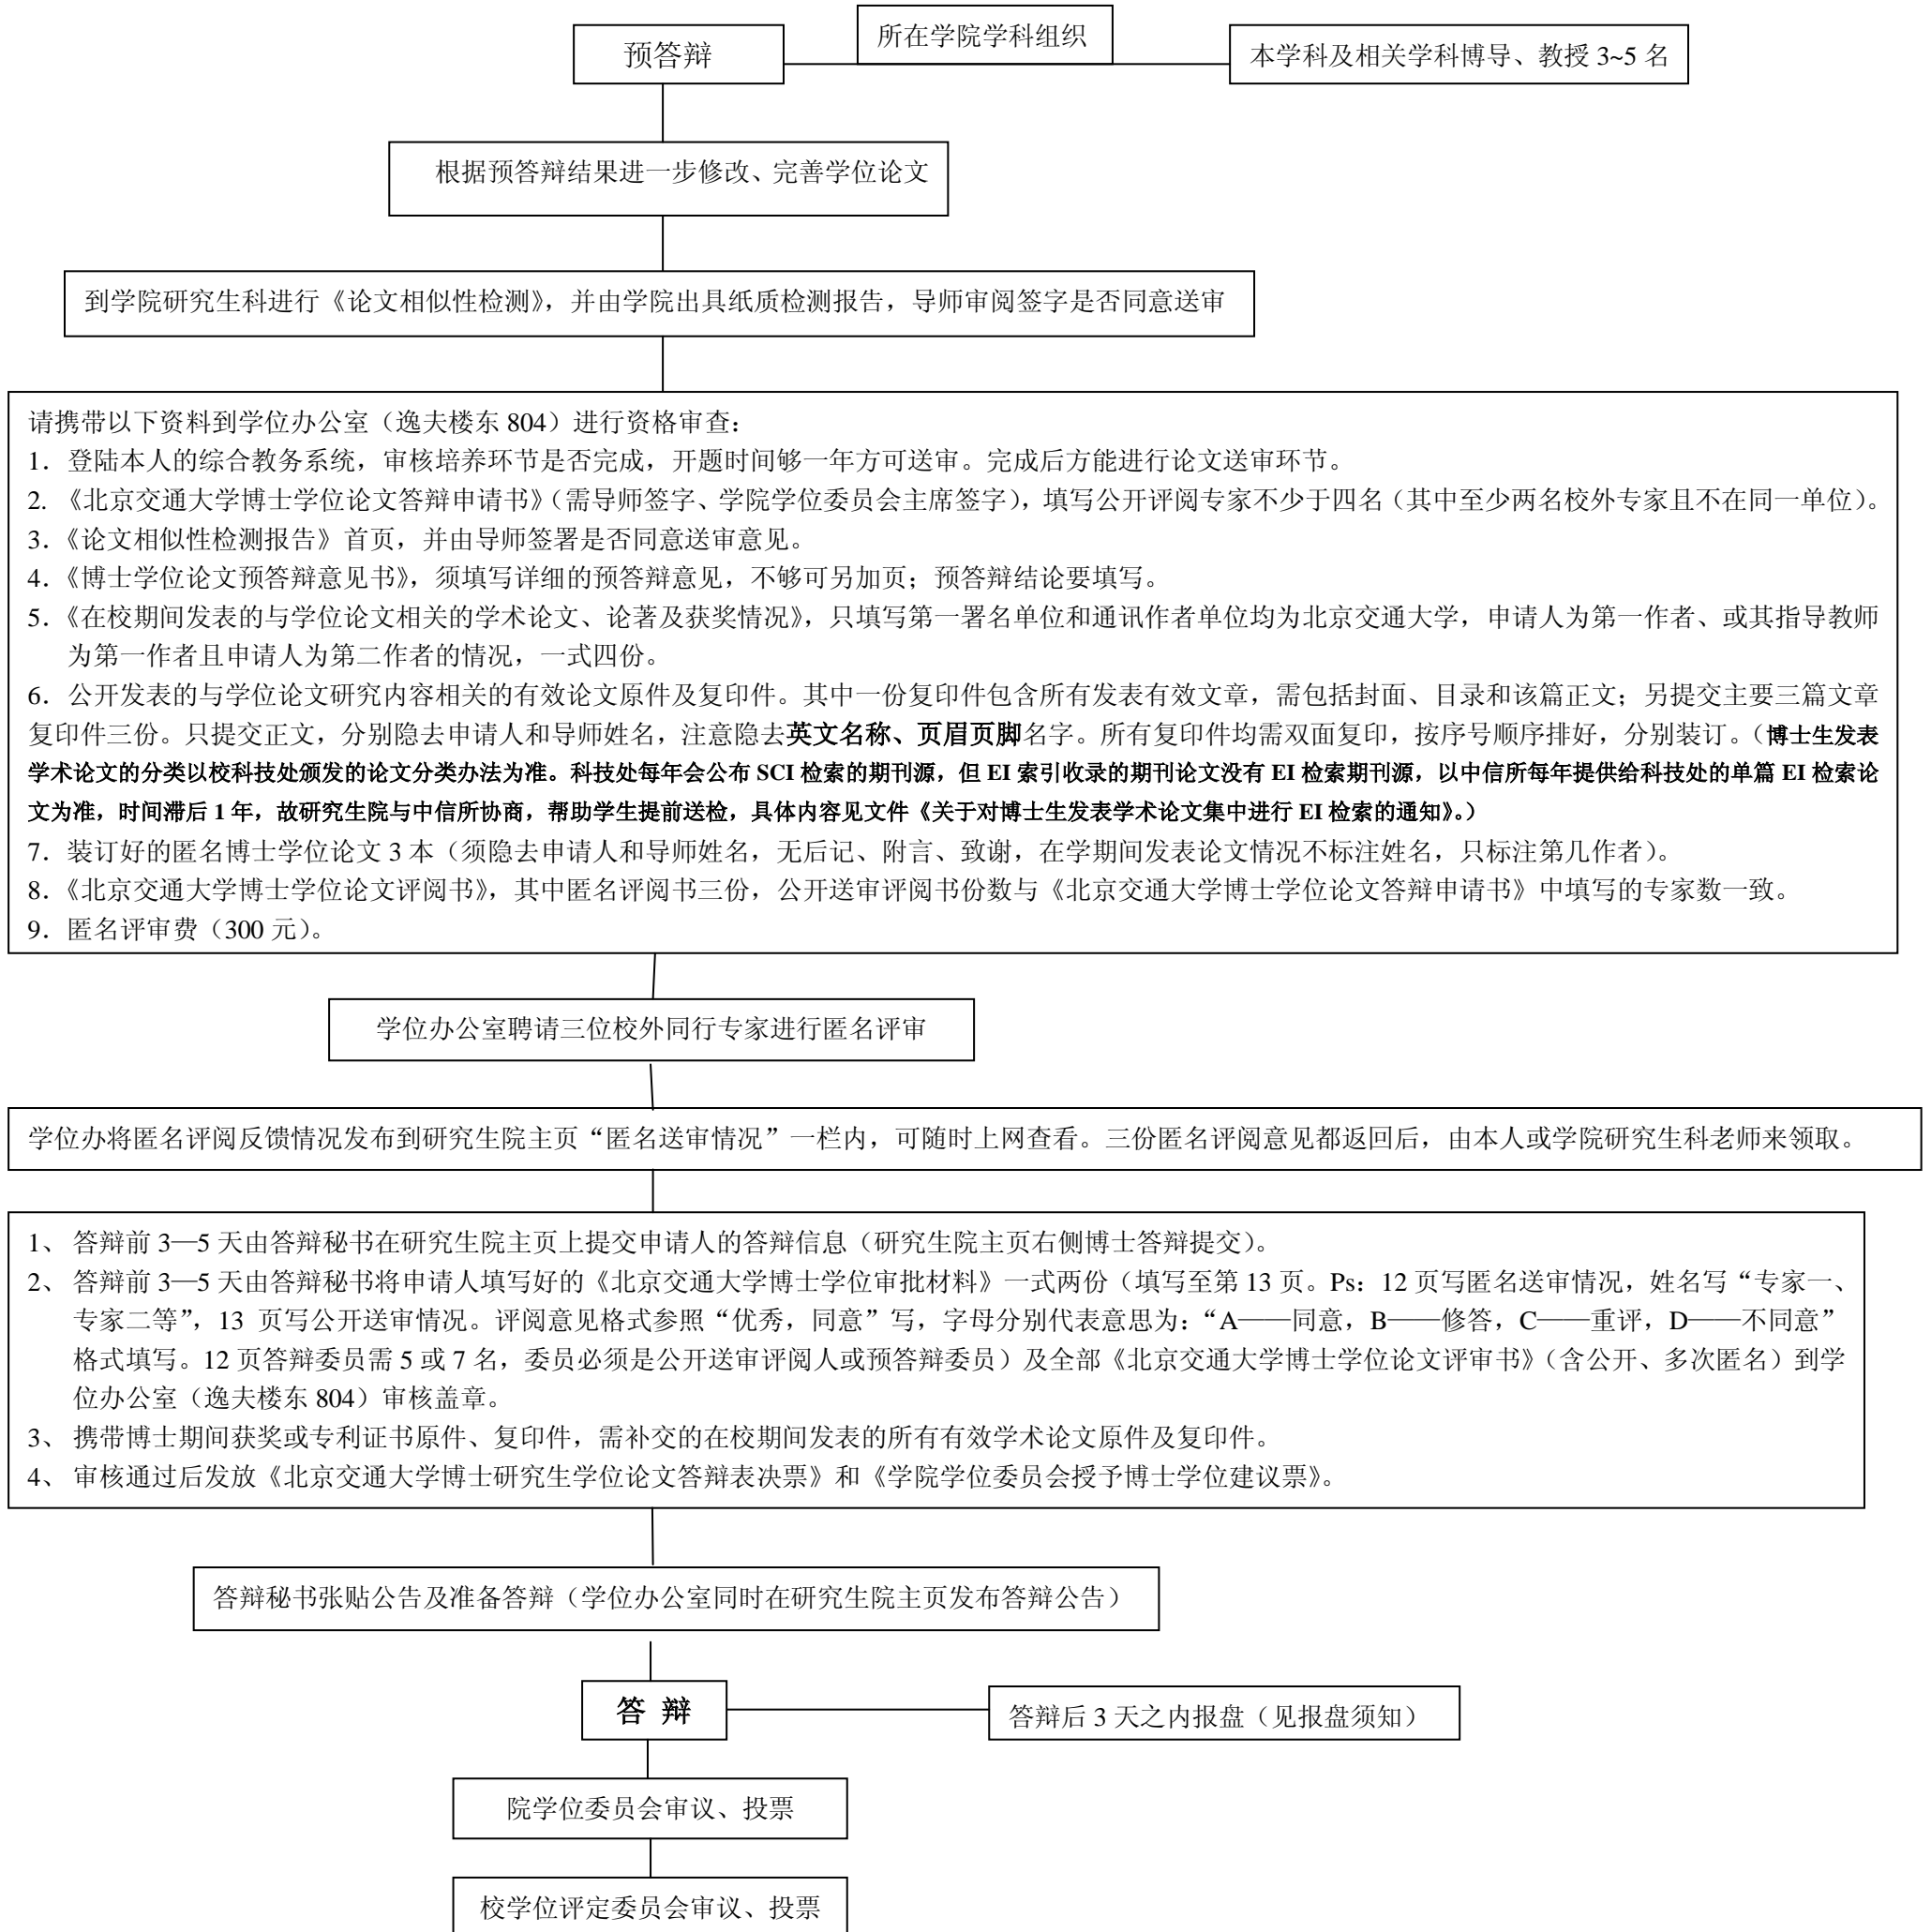 预答辩
所在学院学科组织
本学科及相关学科博导、教授 3~5 名
根据预答辩结果进一步修改、完善学位论文
到学院研究生科进行《论文相似性检测》，并由学院出具纸质检测报告，导师审阅签字是否同意送审
请携带以下资料到学位办公室（逸夫楼东 804）进行资格审查：
1．登陆本人的综合教务系统，审核培养环节是否完成，开题时间够一年方可送审。完成后方能进行论文送审环节。
2. 《北京交通大学博士学位论文答辩申请书》（需导师签字、学院学位委员会主席签字），填写公开评阅专家不少于四名（其中至少两名校外专家且不在同一单位）。
3．《论文相似性检测报告》首页，并由导师签署是否同意送审意见。
4．《博士学位论文预答辩意见书》，须填写详细的预答辩意见，不够可另加页；预答辩结论要填写。
5．《在校期间发表的与学位论文相关的学术论文、论著及获奖情况》，只填写第一署名单位和通讯作者单位均为北京交通大学，申请人为第一作者、或其指导教师
为第一作者且申请人为第二作者的情况，一式四份。
6．公开发表的与学位论文研究内容相关的有效论文原件及复印件。其中一份复印件包含所有发表有效文章，需包括封面、目录和该篇正文；另提交主要三篇文章
复印件三份。只提交正文，分别隐去申请人和导师姓名，注意隐去英文名称、页眉页脚名字。所有复印件均需双面复印，按序号顺序排好，分别装订。（博士生发表
学术论文的分类以校科技处颁发的论文分类办法为准。科技处每年会公布 SCI 检索的期刊源，但 EI 索引收录的期刊论文没有 EI 检索期刊源，以中信所每年提供给科技处的单篇 EI 检索论
文为准，时间滞后 1 年，故研究生院与中信所协商，帮助学生提前送检，具体内容见文件《关于对博士生发表学术论文集中进行 EI 检索的通知》。）
7．装订好的匿名博士学位论文 3 本（须隐去申请人和导师姓名，无后记、附言、致谢，在学期间发表论文情况不标注姓名，只标注第几作者）。
8．《北京交通大学博士学位论文评阅书》，其中匿名评阅书三份，公开送审评阅书份数与《北京交通大学博士学位论文答辩申请书》中填写的专家数一致。
9．匿名评审费（300 元）。
学位办公室聘请三位校外同行专家进行匿名评审
学位办将匿名评阅反馈情况发布到研究生院主页“匿名送审情况”一栏内，可随时上网查看。三份匿名评阅意见都返回后，由本人或学院研究生科老师来领取。
1、 答辩前 3—5 天由答辩秘书在研究生院主页上提交申请人的答辩信息（研究生院主页右侧博士答辩提交）。
2、 答辩前 3—5 天由答辩秘书将申请人填写好的《北京交通大学博士学位审批材料》一式两份（填写至第 13 页。Ps：12 页写匿名送审情况，姓名写“专家一、
专家二等”，13 页写公开送审情况。评阅意见格式参照“优秀，同意”写，字母分别代表意思为：“A——同意，B——修答，C——重评，D——不同意”
格式填写。12 页答辩委员需 5 或 7 名，委员必须是公开送审评阅人或预答辩委员）及全部《北京交通大学博士学位论文评审书》（含公开、多次匿名）到学
位办公室（逸夫楼东 804）审核盖章。
3、 携带博士期间获奖或专利证书原件、复印件，需补交的在校期间发表的所有有效学术论文原件及复印件。
4、 审核通过后发放《北京交通大学博士研究生学位论文答辩表决票》和《学院学位委员会授予博士学位建议票》。
答辩秘书张贴公告及准备答辩（学位办公室同时在研究生院主页发布答辩公告）
答 辩
答辩后 3 天之内报盘（见报盘须知）
院学位委员会审议、投票
校学位评定委员会审议、投票